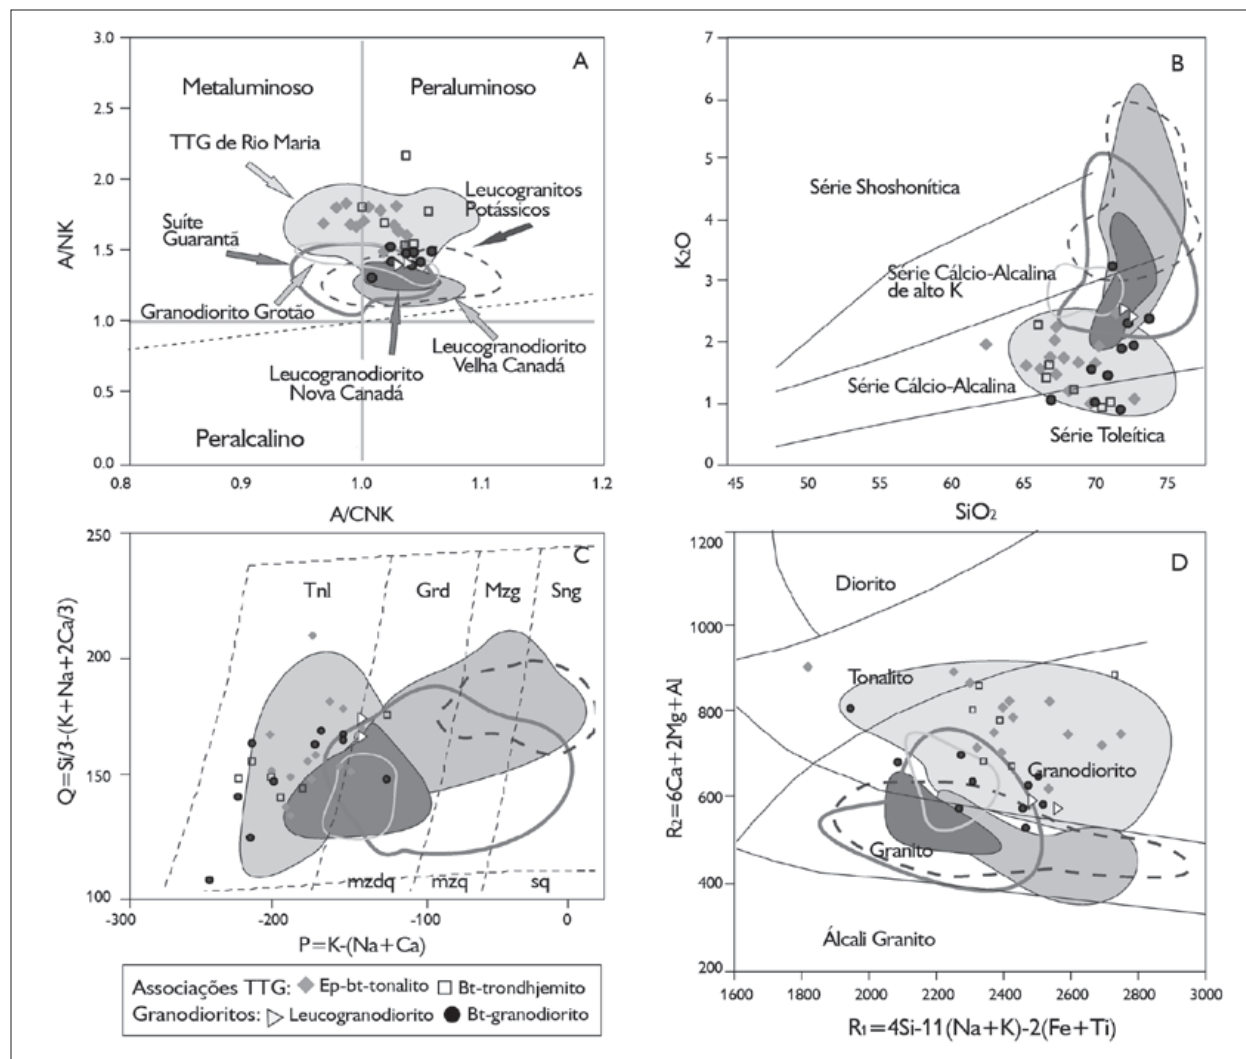 A
3.0
2.5
2.0
1.5
1.0
0.5
0.0
A/NK
Metaluminoso
Peraluminoso
TTG de Rio Maria
Leucogranitos
Potássicos
Suíte
Guarantã
Granodiorito Grotão
Leucogranodiorito
Velha Canadá
Leucogranodiorito
Nova Canadá
Peralcalino
0.8 0.9 1.0 1.1 1.2
A/CNK
B
7
6
5
4
3
2
1
0
K2O
Série Shoshonítica
Série Cálcio-Alcalina
de alto K
Série Cálcio-Alcalina
Série Toleítica
45 50 55 60 65 70 75
SiO2
C
250
200
150
100
Q=Si/3-(K+Na+2Ca/3)
Tnl Grd Mzg Sng
mzdq mzq sq
-300 -200 -100 0
P=K-(Na+Ca)
D
1200
1000
800
600
400
200
R2=6Ca+2Mg+Al
Diorito
Tonalito
Granodiorito
Granito
Álcali Granito
1600 2000 2200 2400 2600 2800 3000
R1=4Si-11(Na+K)-2(Fe+Ti)
Associações TTG: Ep-bt-tonalito Bt-trondhjemito
Granodioritos: Leucogranodiorito Bt-granodiorito